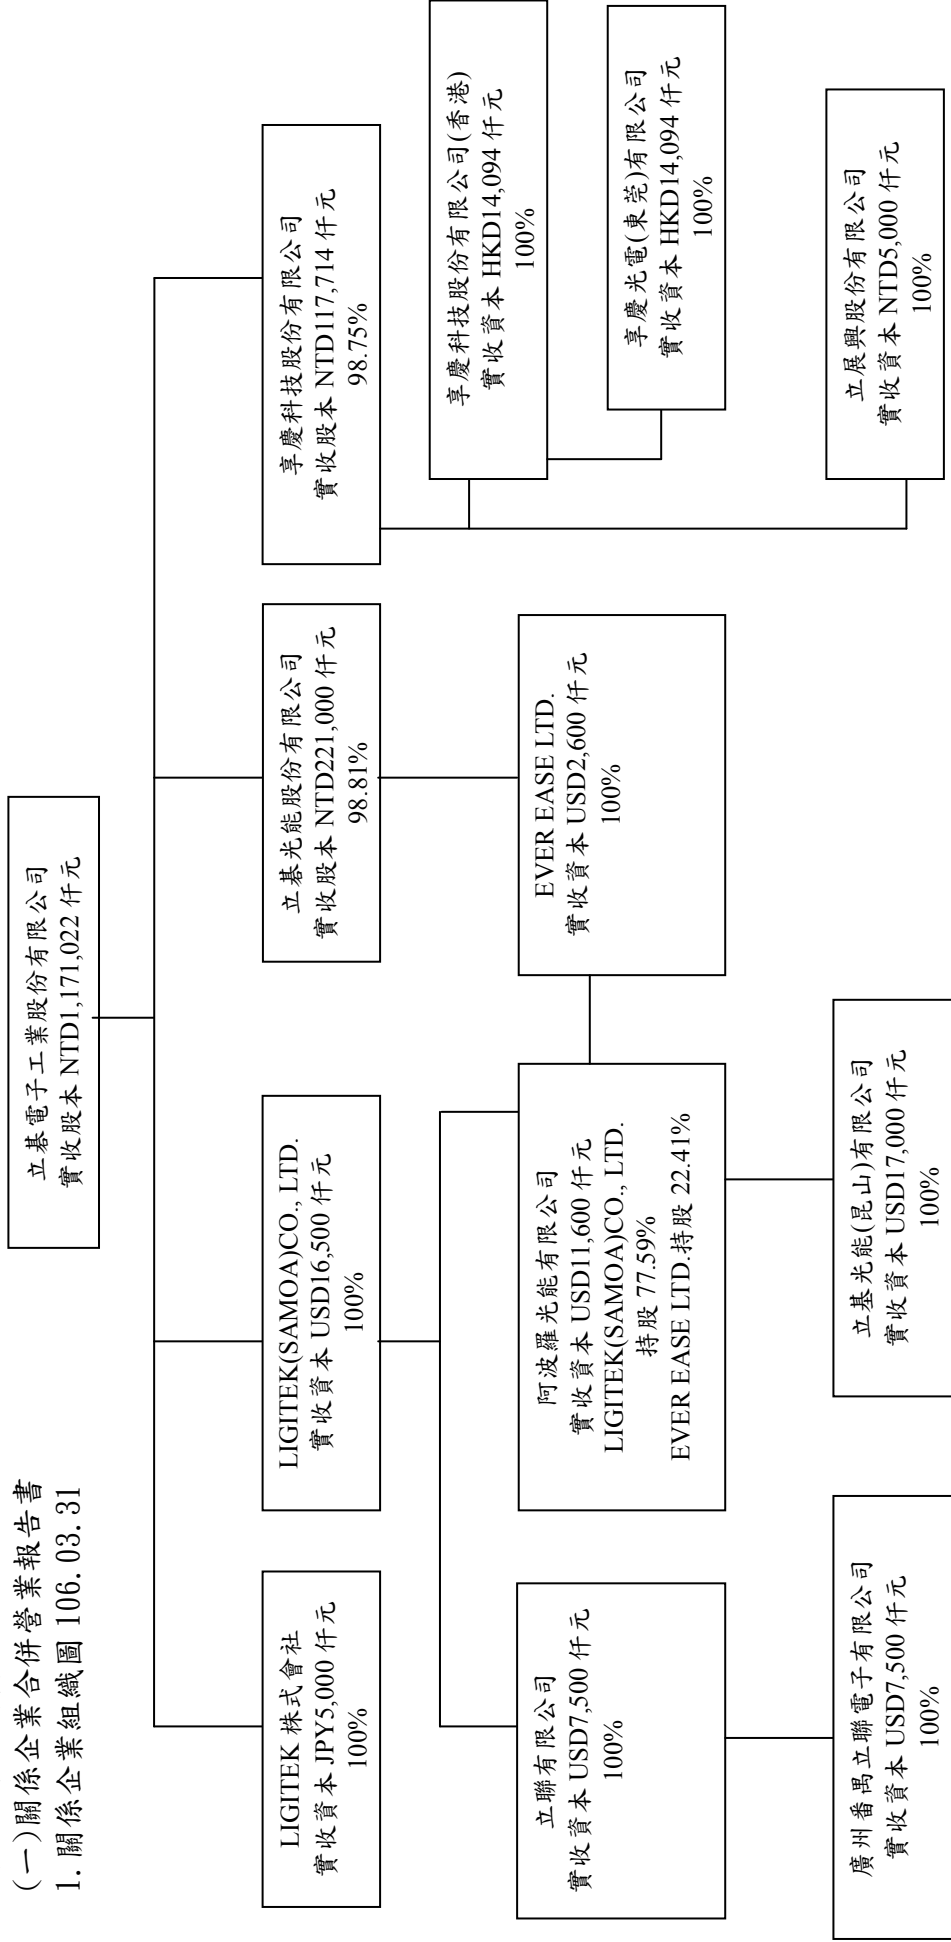 (一)關係企業合併營業報告書
1. 關係企業組織圖 106.03.31
立碁電子工業股份有限公司
實收股本 NTD1,171,022 仟元
LIGITEK 株式會社
實收資本 JPY5,000 仟元
100%
LIGITEK(SAMOA)CO., LTD.
實收資本 USD16,500 仟元
100%
立碁光能股份有限公司
實收股本 NTD221,000 仟元
98.81%
享慶科技股份有限公司
實收股本 NTD117,714 仟元
98.75%
享慶科技股份有限公司(香港)
實收資本 HKD14,094 仟元
100%
立聯有限公司
實收資本 USD7,500 仟元
100%
阿波羅光能有限公司
實收資本 USD11,600 仟元
LIGITEK(SAMOA)CO., LTD.
持股 77.59%
EVER EASE LTD.持股 22.41%
EVER EASE LTD.
實收資本 USD2,600 仟元
100%
享慶光電(東莞)有限公司
實收資本 HKD14,094 仟元
100%
廣州番禺立聯電子有限公司
實收資本 USD7,500 仟元
100%
立基光能(昆山)有限公司
實收資本 USD17,000 仟元
100%
立展興股份有限公司
實收資本 NTD5,000 仟元
100%